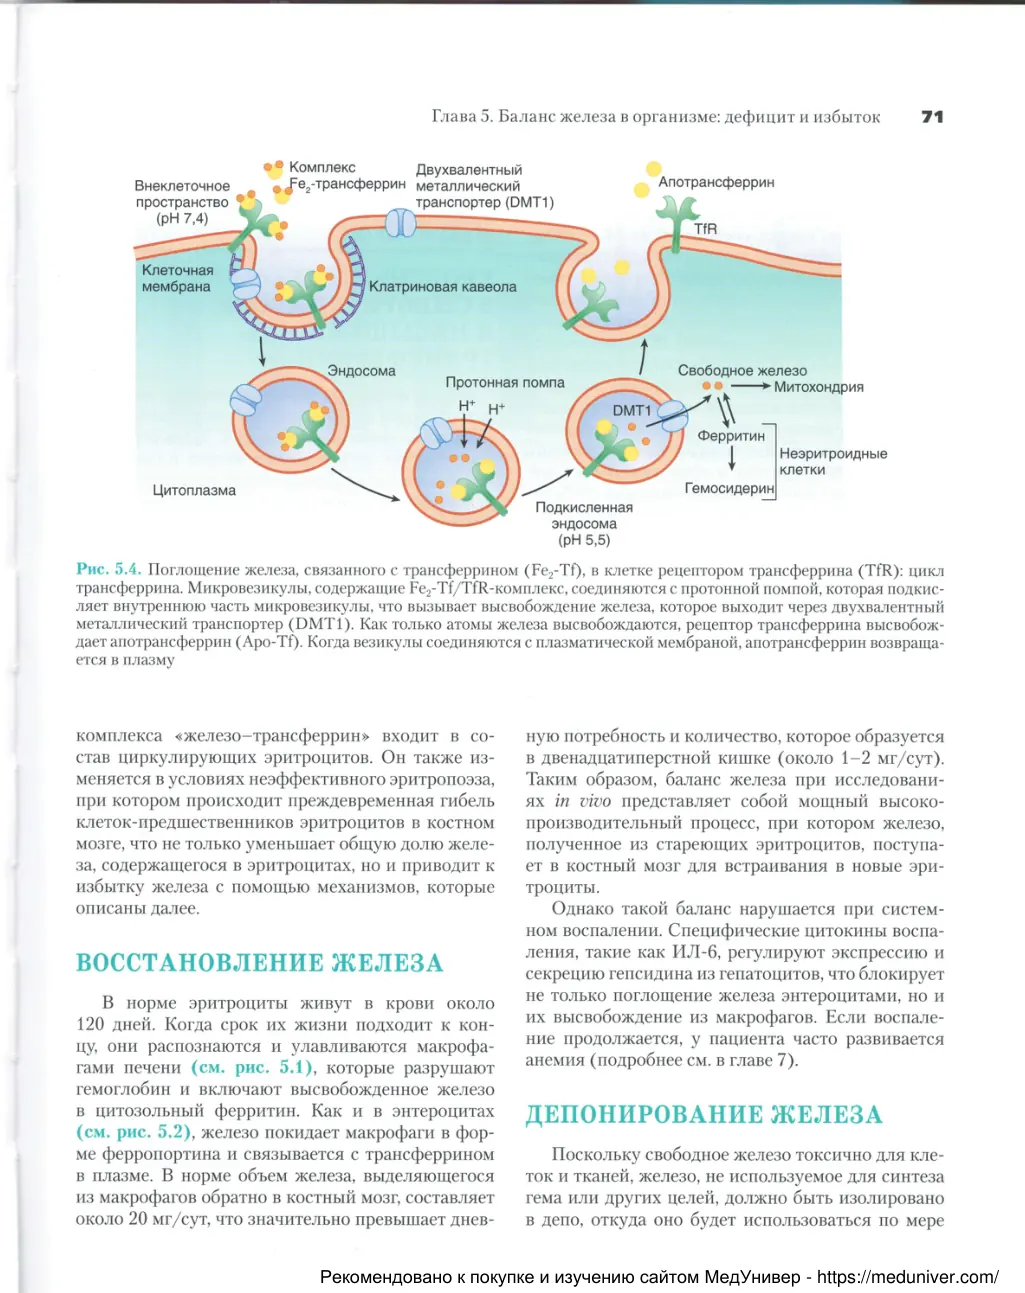 Глава 5. Баланс железа в организме: дефицит и избыток 71
Комплекс
Fe2-трансферрин
Двухвалентный
металлический
транспортер (DMT1)
Внеклеточное
пространство
(pH 7,4)
Апотрансферрин
TfR
Клеточная
мембрана
Клатриновая кавеола
Эндосома
Протонная помпа
H+ H+
Свободное железо
Митохондрия
DMT1
Ферритин
Неэритроидные
клетки
Гемосидерин
Цитоплазма
Подкисленная
эндосома
(pH 5,5)
Рис. 5.4. Поглощение железа, связанного с трансферрином (Fe2-Tf), в клетке рецептором трансферрина (TfR): цикл
трансферрина. Микровезикулы, содержащие Fe2-Tf/TfR-комплекс, соединяются с протонной помпой, которая подкис-
ляет внутреннюю часть микровезикулы, что вызывает высвобождение железа, которое выходит через двухвалентный
металлический транспортер (DMT1). Как только атомы железа высвобождаются, рецептор трансферрина высвобож-
дает апотрансферрин (Apo-Tf). Когда везикулы соединяются с плазматической мембраной, апотрансферрин возвраща-
ется в плазму
комплекса «железо–трансферрин» входит в со-
став циркулирующих эритроцитов. Он также из-
меняется в условиях неэффективного эритропоэза,
при котором происходит преждевременная гибель
клеток-предшественников эритроцитов в костном
мозге, что не только уменьшает общую долю желе-
за, содержащегося в эритроцитах, но и приводит к
избытку железа с помощью механизмов, которые
описаны далее.
ВОССТАНОВЛЕНИЕ ЖЕЛЕЗА
В норме эритроциты живут в крови около
120 дней. Когда срок их жизни подходит к кон-
цу, они распознаются и улавливаются макрофа-
гами печени (см. рис. 5.1), которые разрушают
гемоглобин и включают высвобожденное железо
в цитозольный ферритин. Как и в энтероцитах
(см. рис. 5.2), железо покидает макрофаги в фор-
ме ферропортина и связывается с трансферрином
в плазме. В норме объем железа, выделяющегося
из макрофагов обратно в костный мозг, составляет
около 20 мг/сут, что значительно превышает днев-
ную потребность и количество, которое образуется
в двенадцатиперстной кишке (около 1–2 мг/сут).
Таким образом, баланс железа при исследовани-
ях in vivo представляет собой мощный высоко-
производительный процесс, при котором железо,
полученное из стареющих эритроцитов, поступа-
ет в костный мозг для встраивания в новые эри-
троциты.
Однако такой баланс нарушается при систем-
ном воспалении. Специфические цитокины воспа-
ления, такие как ИЛ-6, регулируют экспрессию и
секрецию гепсидина из гепатоцитов, что блокирует
не только поглощение железа энтероцитами, но и
их высвобождение из макрофагов. Если воспале-
ние продолжается, у пациента часто развивается
анемия (подробнее см. в главе 7).
ДЕПОНИРОВАНИЕ ЖЕЛЕЗА
Поскольку свободное железо токсично для кле-
ток и тканей, железо, не используемое для синтеза
гема или других целей, должно быть изолировано
в депо, откуда оно будет использоваться по мере
Рекомендовано к покупке и изучению сайтом МедУнивер - https://meduniver.com/